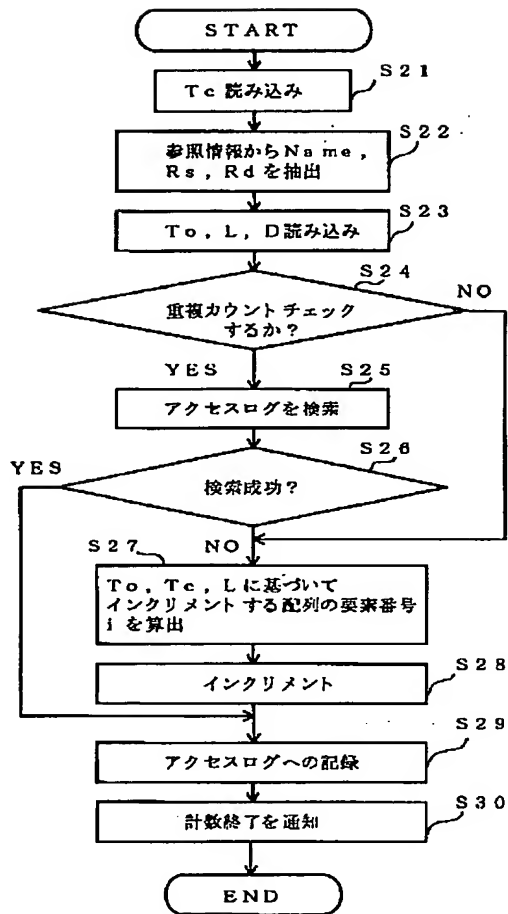 START
S21
Tc 読み込み
S22
参照情報からName,
Rs, Rdを抽出
S23
To, L, D読み込み
S24
NO
重複カウントチェック
するか?
YES
S25
アクセスログを検索
S26
YES
検索成功?
S27
NO
To, Tc, Lに基づいて
インクリメントする配列の要素番号
i を算出
S28
インクリメント
S29
アクセスログへの記録
S30
計数終了を通知
END